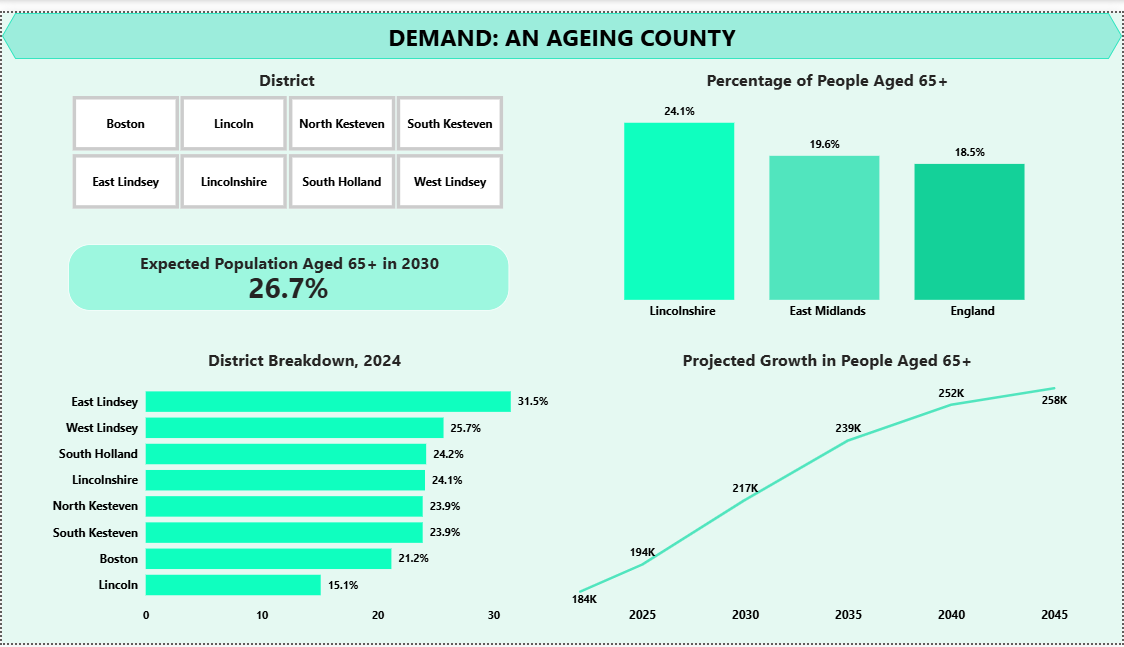 DEMAND: AN AGEING COUNTY
District
Boston
Lincoln
North Kesteven
South Kesteven
East Lindsey
Lincolnshire
South Holland
West Lindsey
Expected Population Aged 65+ in 2030
26.7%
Percentage of People Aged 65+
24.1%
19.6%
18.5%
Lincolnshire
East Midlands
England
District Breakdown, 2024
East Lindsey 31.5%
West Lindsey 25.7%
South Holland 24.2%
Lincolnshire 24.1%
North Kesteven 23.9%
South Kesteven 23.9%
Boston 21.2%
Lincoln 15.1%
0 10 20 30
Projected Growth in People Aged 65+
184K
194K
217K
239K
252K
258K
2025 2030 2035 2040 2045